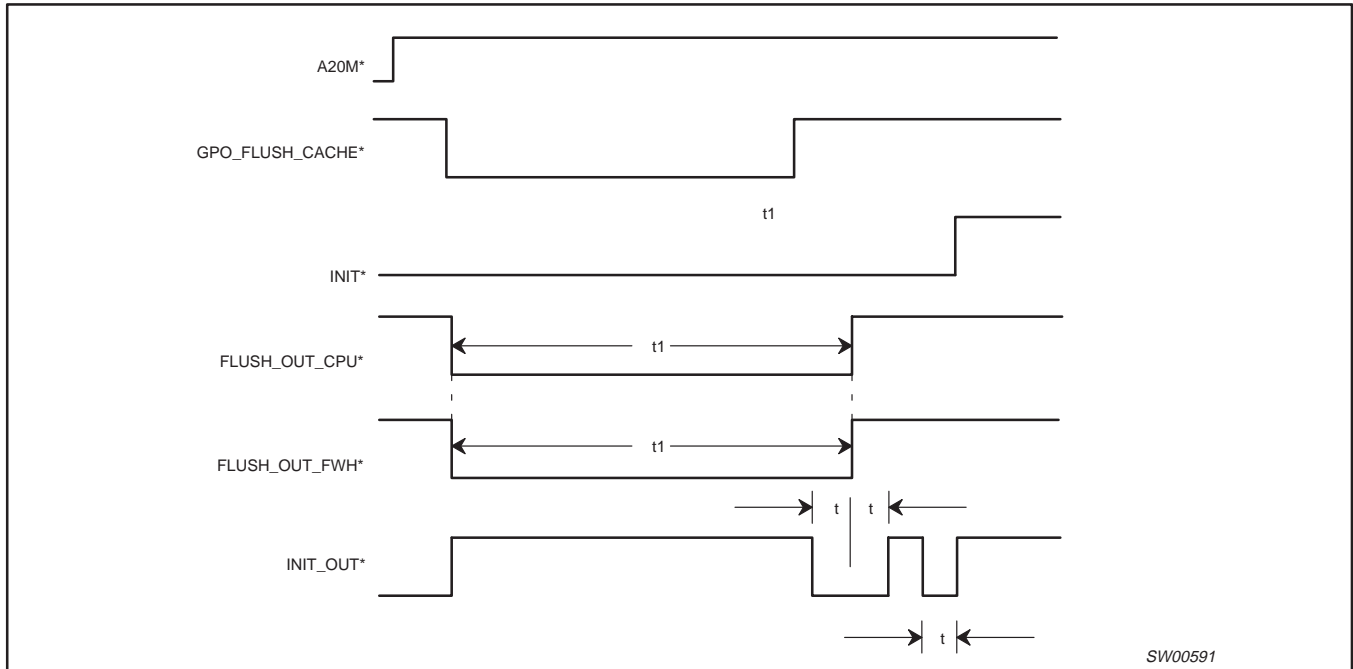 A20M*
GPO_FLUSH_CACHE*
t1
INIT*
t1
FLUSH_OUT_CPU*
t1
FLUSH_OUT_FWH*
t t
INIT_OUT*
t
SW00591